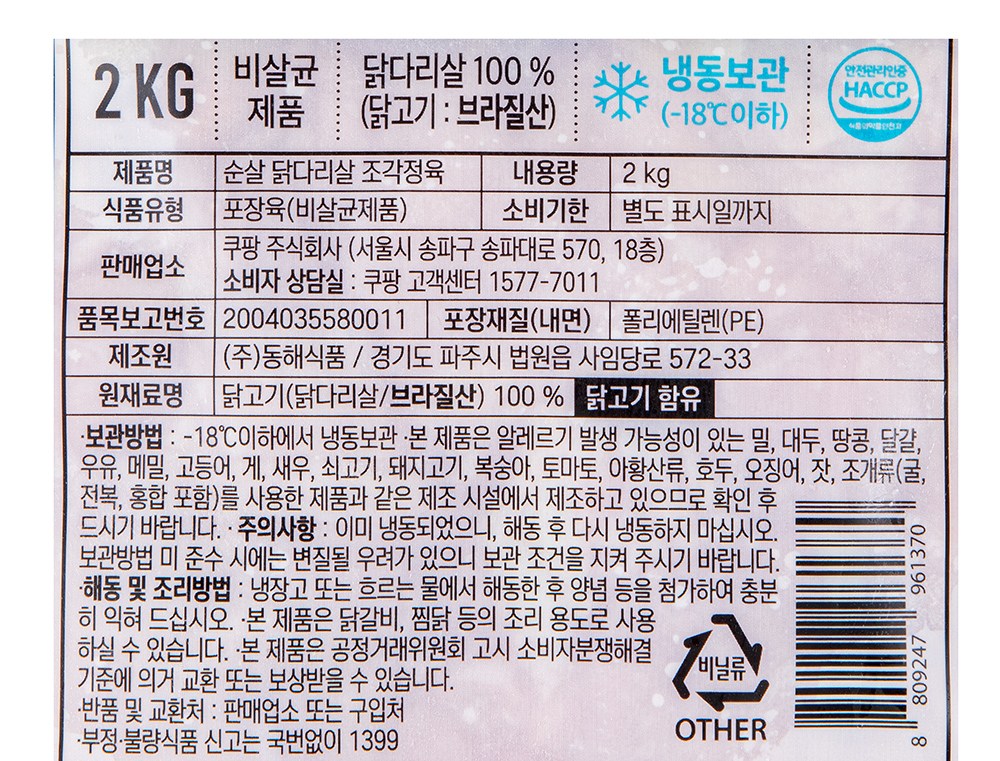 2 KG
비살균
제품
닭다리살 100 %
(닭고기 : 브라질산)
냉동보관
(-18℃이하)
안전관리인증
HACCP
제품명 순살 닭다리살 조각정육 내용량 2 kg
식품유형 포장육(비살균제품) 소비기한 별도 표시일까지
판매업소 쿠팡 주식회사 (서울시 송파구 송파대로 570, 18층)
소비자 상담실 : 쿠팡 고객센터 1577-7011
품목보고번호 2004035580011 포장재질(내면) 폴리에틸렌(PE)
제조원 (주)동해식품 / 경기도 파주시 법원읍 사임당로 572-33
원재료명 닭고기(닭다리살/브라질산) 100 % 닭고기 함유
·보관방법 : -18℃이하에서 냉동보관 ·본 제품은 알레르기 발생 가능성이 있는 밀, 대두, 땅콩, 달걀,
우유, 메밀, 고등어, 게, 새우, 쇠고기, 돼지고기, 복숭아, 토마토, 아황산류, 호두, 오징어, 잣, 조개류(굴,
전복, 홍합 포함)를 사용한 제품과 같은 제조 시설에서 제조하고 있으므로 확인 후
드시기 바랍니다. ·주의사항 : 이미 냉동되었으니, 해동 후 다시 냉동하지 마십시오.
보관방법 미 준수 시에는 변질될 우려가 있으니 보관 조건을 지켜 주시기 바랍니다.
·해동 및 조리방법 : 냉장고 또는 흐르는 물에서 해동한 후 양념 등을 첨가하여 충분
히 익혀 드십시오. ·본 제품은 닭갈비, 찜닭 등의 조리 용도로 사용
하실 수 있습니다. ·본 제품은 공정거래위원회 고시 소비자분쟁해결
기준에 의거 교환 또는 보상받을 수 있습니다.
·반품 및 교환처 : 판매업소 또는 구입처
·부정·불량식품 신고는 국번없이 1399
비닐류
OTHER
8 809247 961370